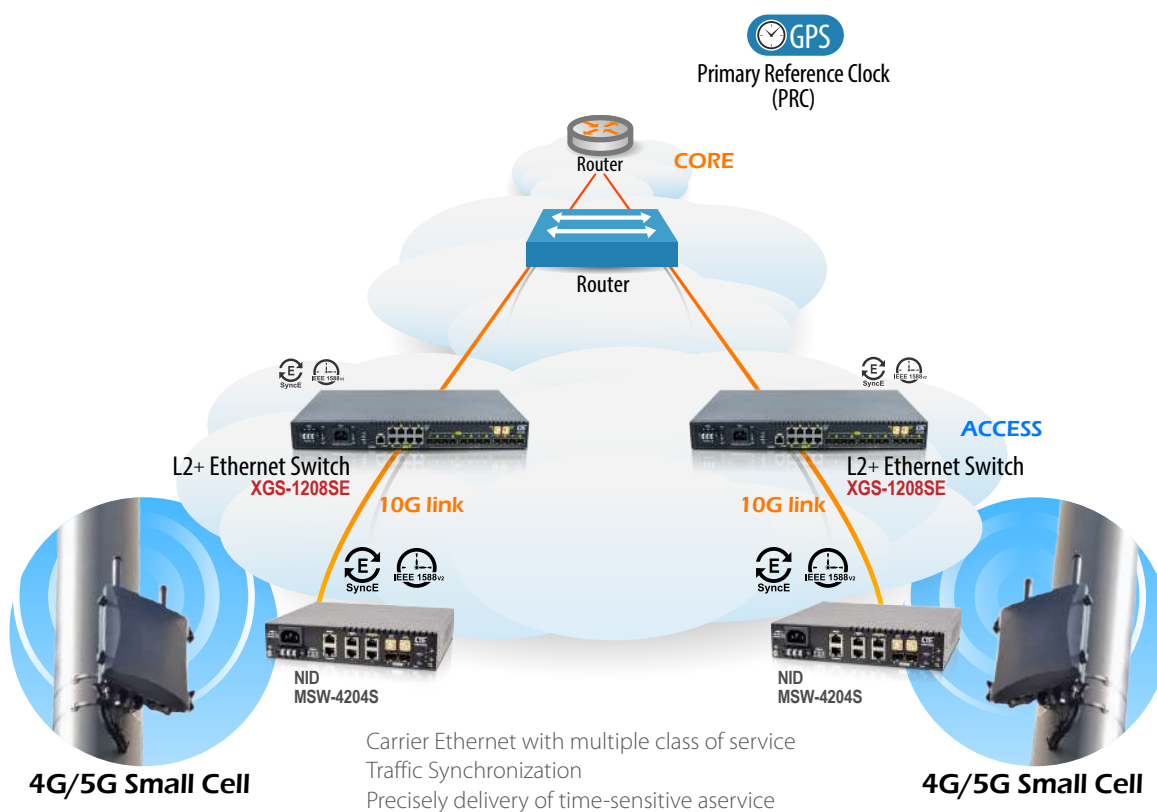 GPS
Primary Reference Clock
(PRC)
Router
CORE
Router
E
SyncE
IEEE 1588v2
E
SyncE
IEEE 1588v2
ACCESS
L2+ Ethernet Switch
XGS-1208SE
L2+ Ethernet Switch
XGS-1208SE
10G link
10G link
E
SyncE
IEEE 1588v2
E
SyncE
IEEE 1588v2
NID
MSW-4204S
NID
MSW-4204S
4G/5G Small Cell
4G/5G Small Cell
Carrier Ethernet with multiple class of service
Traffic Synchronization
Precisely delivery of time-sensitive aservice